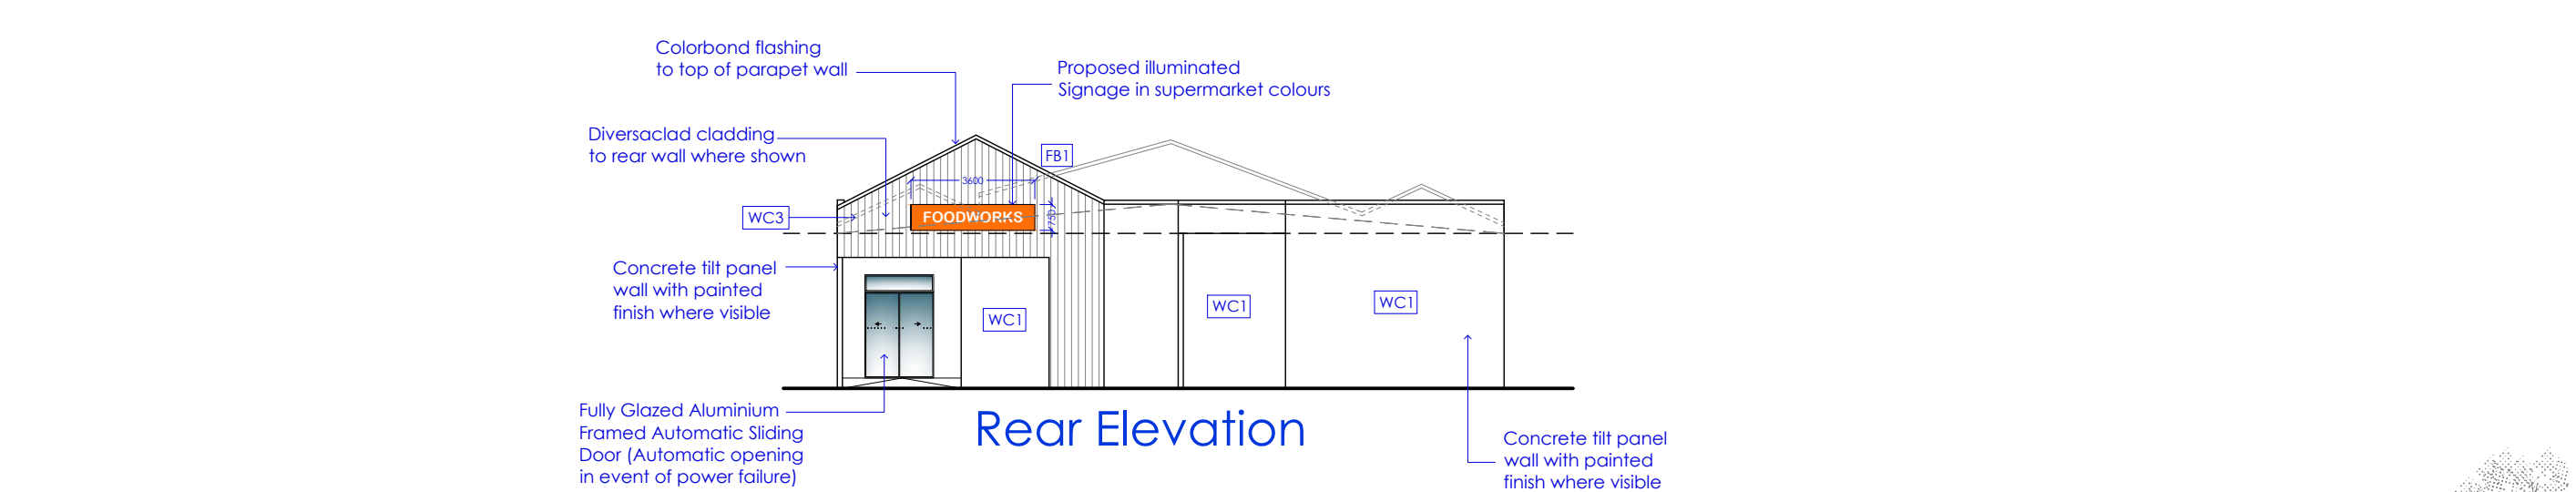 Colorbond flashing
to top of parapet wall
Proposed illuminated
Signage in supermarket colours
Diversaclad cladding
to rear wall where shown
FB1
3600
WC3
FOODWORKS
750
Concrete tilt panel
wall with painted
finish where visible
WC1
WC1
WC1
Fully Glazed Aluminium
Framed Automatic Sliding
Door (Automatic opening
in event of power failure)
Rear Elevation
Concrete tilt panel
wall with painted
finish where visible